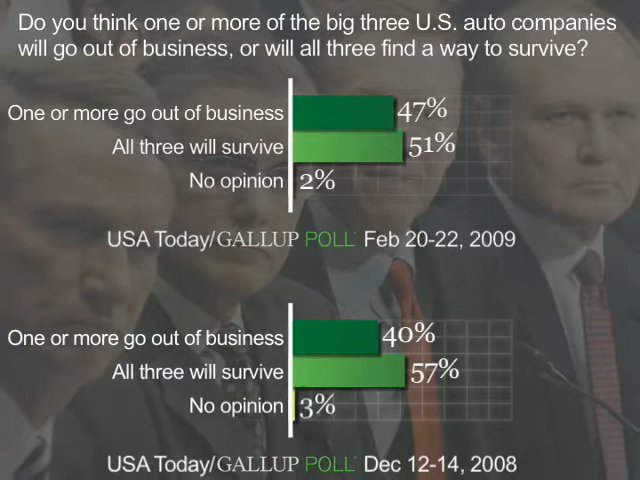 Do you think one or more of the big three U.S. auto companies
will go out of business, or will all three find a way to survive?
One or more go out of business 47%
All three will survive 51%
No opinion 2%
USA Today/GALLUP POLL Feb 20-22, 2009
One or more go out of business 40%
All three will survive 57%
No opinion 3%
USA Today/GALLUP POLL Dec 12-14, 2008